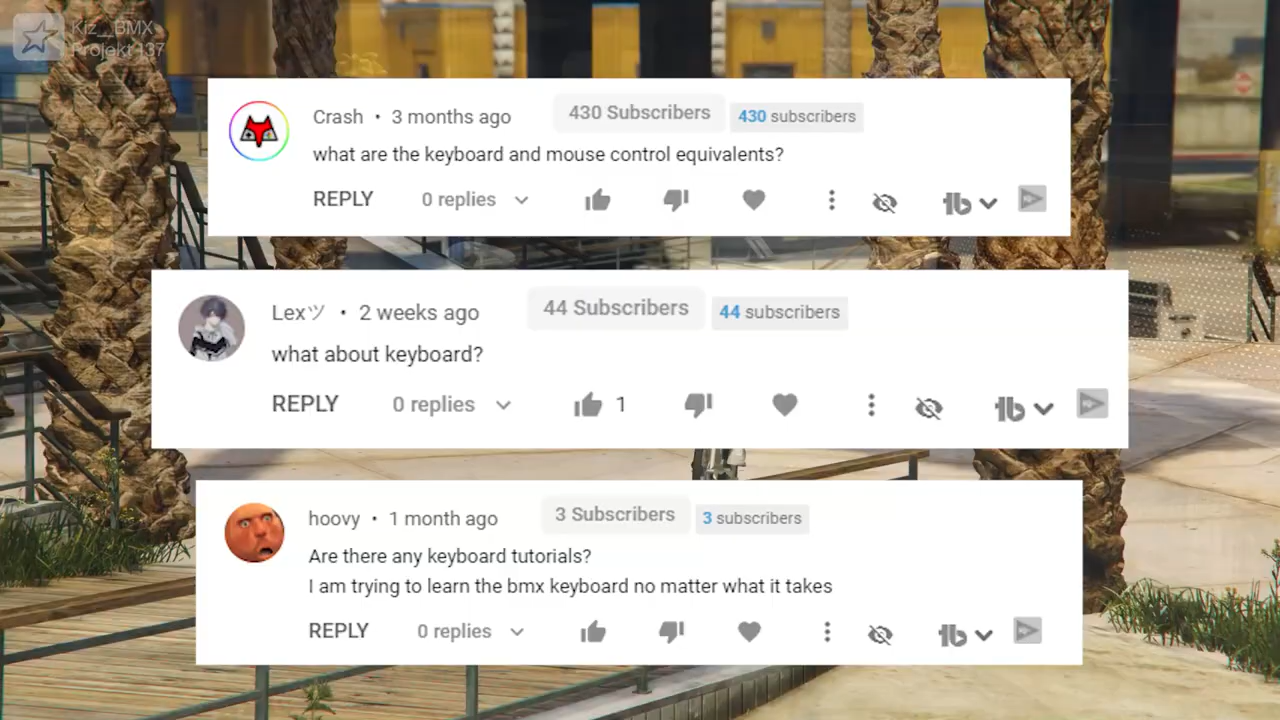 Kiz__BMX
Projekt 137
Crash • 3 months ago 430 Subscribers 430 subscribers
what are the keyboard and mouse control equivalents?
REPLY 0 replies
Lexツ • 2 weeks ago 44 Subscribers 44 subscribers
what about keyboard?
REPLY 0 replies 1
hoovy • 1 month ago 3 Subscribers 3 subscribers
Are there any keyboard tutorials?
I am trying to learn the bmx keyboard no matter what it takes
REPLY 0 replies